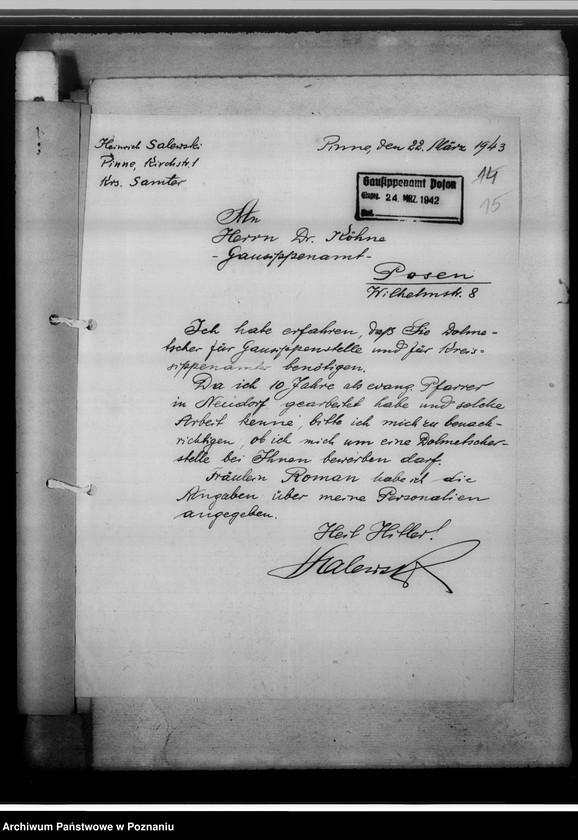 Heinrich Salewski
Pinne, Kirchstr. 1
Krs. Samter
Pinne, den 22. März 1943
14
15
Gausippenamt Posen
Eingeg. 24. MRZ. 1942
An
Herrn Dr. Köhne
- Gausippenamt -
Posen
Wilhelmstr. 8
Ich habe erfahren, daß Sie Dolme-
tscher für Gausippenstelle und für Kreis-
sippenämter benötigen.
Da ich 10 Jahre als evang. Pfarrer
in Neudorf gearbeitet habe und solche
Arbeit kenne, bitte ich mich zu benach-
richtigen, ob ich mich um eine Dolmetscher-
stelle bei Ihnen bewerben darf.
Fräulein Roman habe ich die
Angaben über meine Personalien
angegeben.
Heil Hitler!
HSalewski
Archiwum Państwowe w Poznaniu